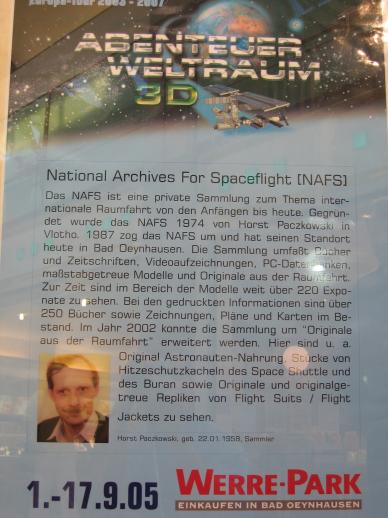 Europa-Tour 2003 - 2007
ABENTEUER
WELTRAUM
3D
National Archives For Spaceflight [NAFS]
Das NAFS ist eine private Sammlung zum Thema inter-
nationale Raumfahrt von den Anfängen bis heute. Gegrün-
det wurde das NAFS 1974 von Horst Paczkowski in
Vlotho. 1987 zog das NAFS um und hat seinen Standort
heute in Bad Oeynhausen. Die Sammlung umfaßt Bücher
und Zeitschriften, Videoaufzeichnungen, PC-Datenbanken,
maßstabgetreue Modelle und Originale aus der Raumfahrt.
Zur Zeit sind im Bereich der Modelle weit über 220 Expo-
nate zu sehen. Bei den gedruckten Informationen sind über
250 Bücher sowie Zeichnungen, Pläne und Karten im Be-
stand. Im Jahr 2002 konnte die Sammlung um "Originale
aus der Raumfahrt" erweitert werden. Hier sind u. a.
Original Astronauten-Nahrung, Stücke von
Hitzeschutzkacheln des Space Shuttle und
des Buran sowie Originale und originalge-
treue Repliken von Flight Suits / Flight
Jackets zu sehen.
Horst Paczkowski, geb. 22.01.1958, Sammler
1.-17.9.05
WERRE-PARK
EINKAUFEN IN BAD OEYNHAUSEN